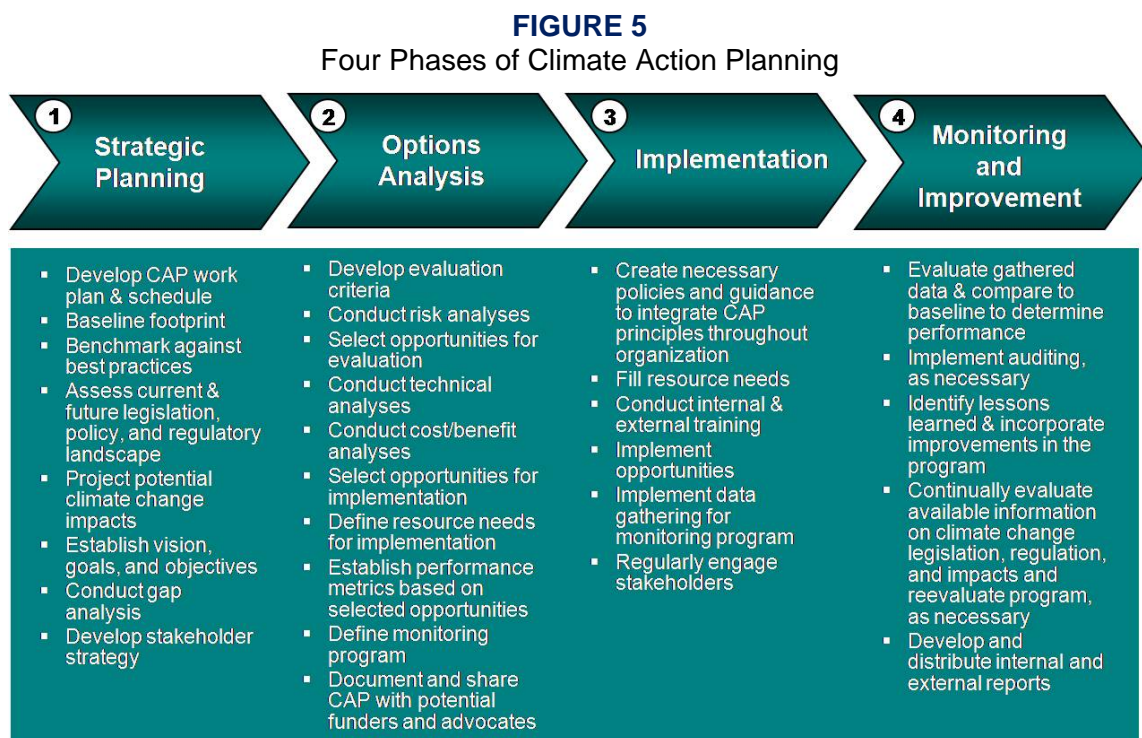 FIGURE 5
Four Phases of Climate Action Planning
1
Strategic
Planning
2
Options
Analysis
3
Implementation
4
Monitoring
and
Improvement
▪ Develop CAP work
plan & schedule
▪ Baseline footprint
▪ Benchmark against
best practices
▪ Assess current &
future legislation,
policy, and regulatory
landscape
▪ Project potential
climate change
impacts
▪ Establish vision,
goals, and objectives
▪ Conduct gap
analysis
▪ Develop stakeholder
strategy
▪ Develop evaluation
criteria
▪ Conduct risk analyses
▪ Select opportunities for
evaluation
▪ Conduct technical
analyses
▪ Conduct cost/benefit
analyses
▪ Select opportunities for
implementation
▪ Define resource needs
for implementation
▪ Establish performance
metrics based on
selected opportunities
▪ Define monitoring
program
▪ Document and share
CAP with potential
funders and advocates
▪ Create necessary
policies and guidance
to integrate CAP
principles throughout
organization
▪ Fill resource needs
▪ Conduct internal &
external training
▪ Implement
opportunities
▪ Implement data
gathering for
monitoring program
▪ Regularly engage
stakeholders
▪ Evaluate gathered
data & compare to
baseline to determine
performance
▪ Implement auditing,
as necessary
▪ Identify lessons
learned & incorporate
improvements in the
program
▪ Continually evaluate
available information
on climate change
legislation, regulation,
and impacts and
reevaluate program,
as necessary
▪ Develop and
distribute internal and
external reports